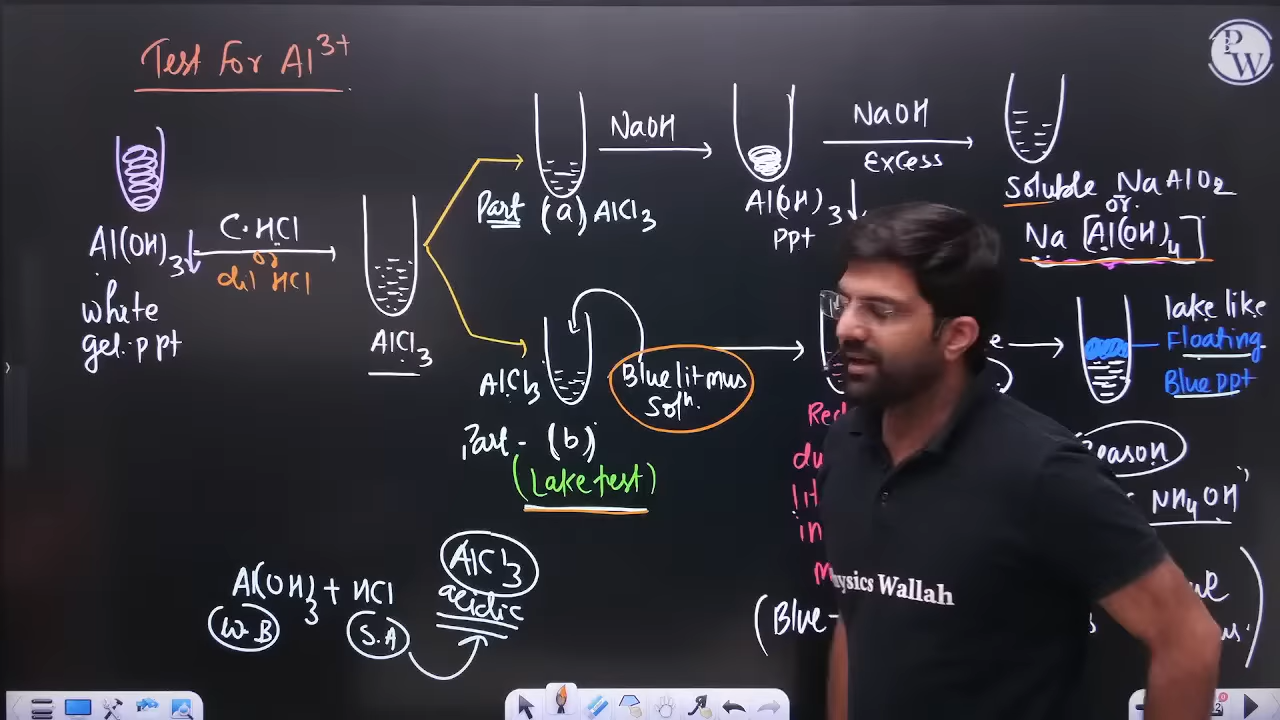 Test For Al3+
PW
NaOH
NaOH
Excess
Part (a) AlCl3
Al(OH)3↓
ppt
Soluble NaAlO2
or
Na [Al(OH)4]
Al(OH)3↓
C·HCl
or
dil HCl
white
gel. ppt
AlCl3
AlCl3
Blue litmus
Soln.
Part - (b)
(Lake test)
lake like
Floating
Blue ppt
Reason
NH4OH
Al(OH)3 + HCl
W.B
S.A
AlCl3
acidic
Physics Wallah
(Blue-